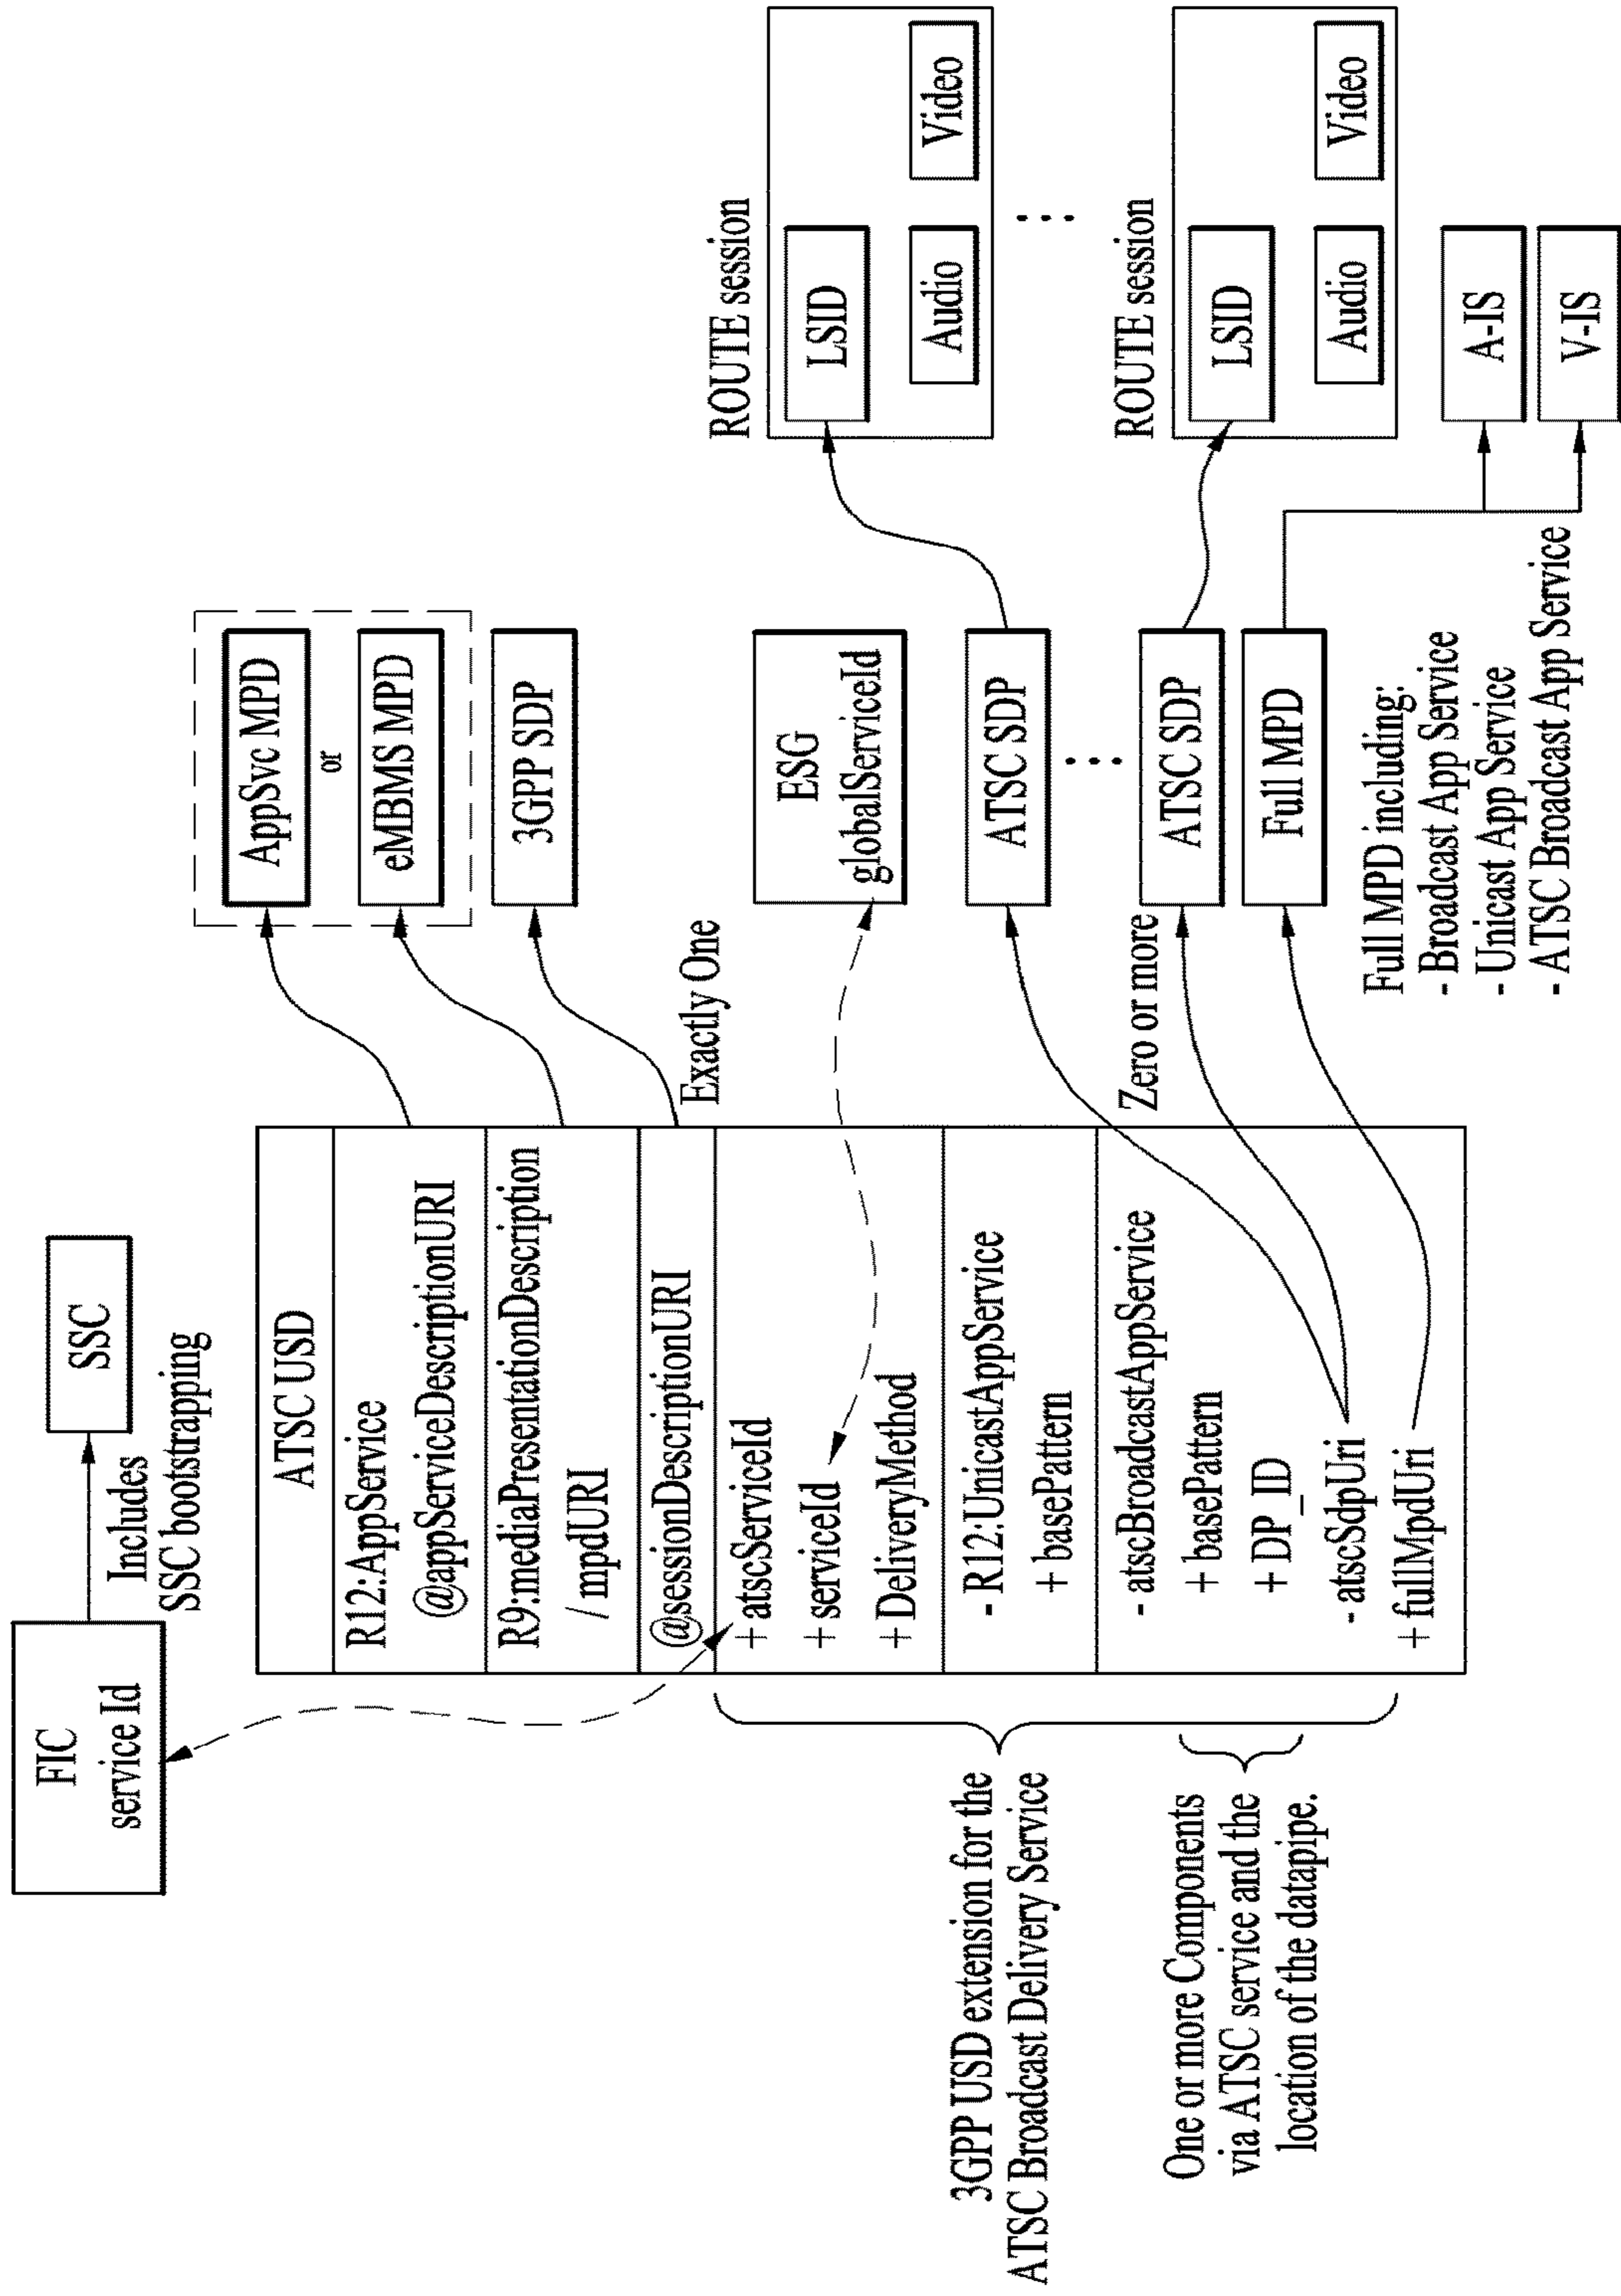 FIC
service Id
Includes
SSC bootstrapping
SSC
ATSC USD
R12:AppService
@appServiceDescriptionURI
R9:mediaPresentationDescription
/ mpdURI
@sessionDescriptionURI
+ atscServiceId
+ serviceId
+ DeliveryMethod
- R12:UnicastAppService
+ basePattern
- atscBroadcastAppService
+ basePattern
+ DP_ID
- atscSdpUri
+ fullMpdUri
3GPP USD extension for the
ATSC Broadcast Delivery Service
One or more Components
via ATSC service and the
location of the datapipe.
AppSvc MPD
or
eMBMS MPD
3GPP SDP
Exactly One
ESG
globalServiceId
ATSC SDP
...
Zero or more
ATSC SDP
Full MPD
Full MPD including:
- Broadcast App Service
- Unicast App Service
- ATSC Broadcast App Service
ROUTE session
LSID
Audio
Video
...
ROUTE session
LSID
Audio
Video
A-IS
V-IS